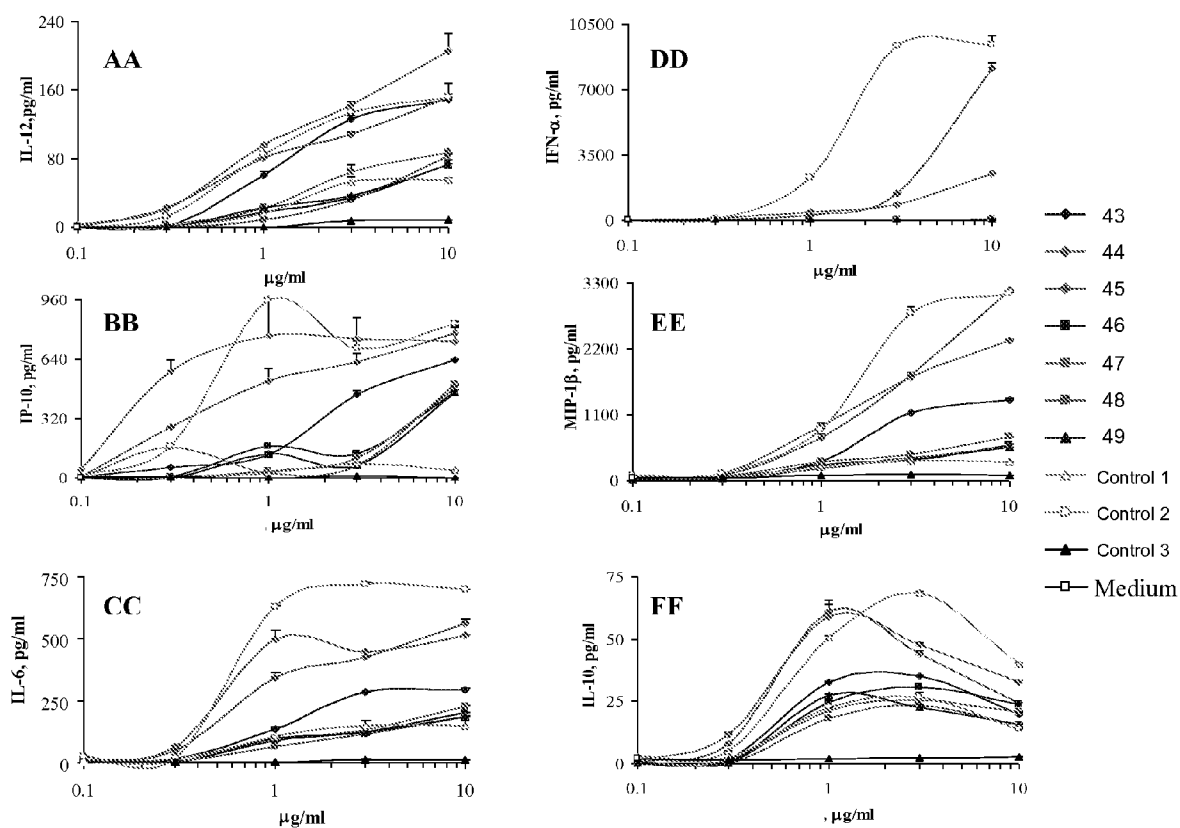 240
160
80
0
IL-12,pg/ml
AA
0.1
1
10
µg/ml
10500
7000
3500
0
IFN-α, pg/ml
DD
0.1
1
10
µg/ml
960
640
320
0
IP-10, pg/ml
BB
0.1
1
10
, µg/ml
3300
2200
1100
0
MIP-1β, pg/ml
EE
0.1
1
10
µg/ml
750
500
250
0
IL-6, pg/ml
CC
0.1
1
10
µg/ml
75
50
25
0
IL-10, pg/ml
FF
0.1
1
10
, µg/ml
43
44
45
46
47
48
49
Control 1
Control 2
Control 3
Medium